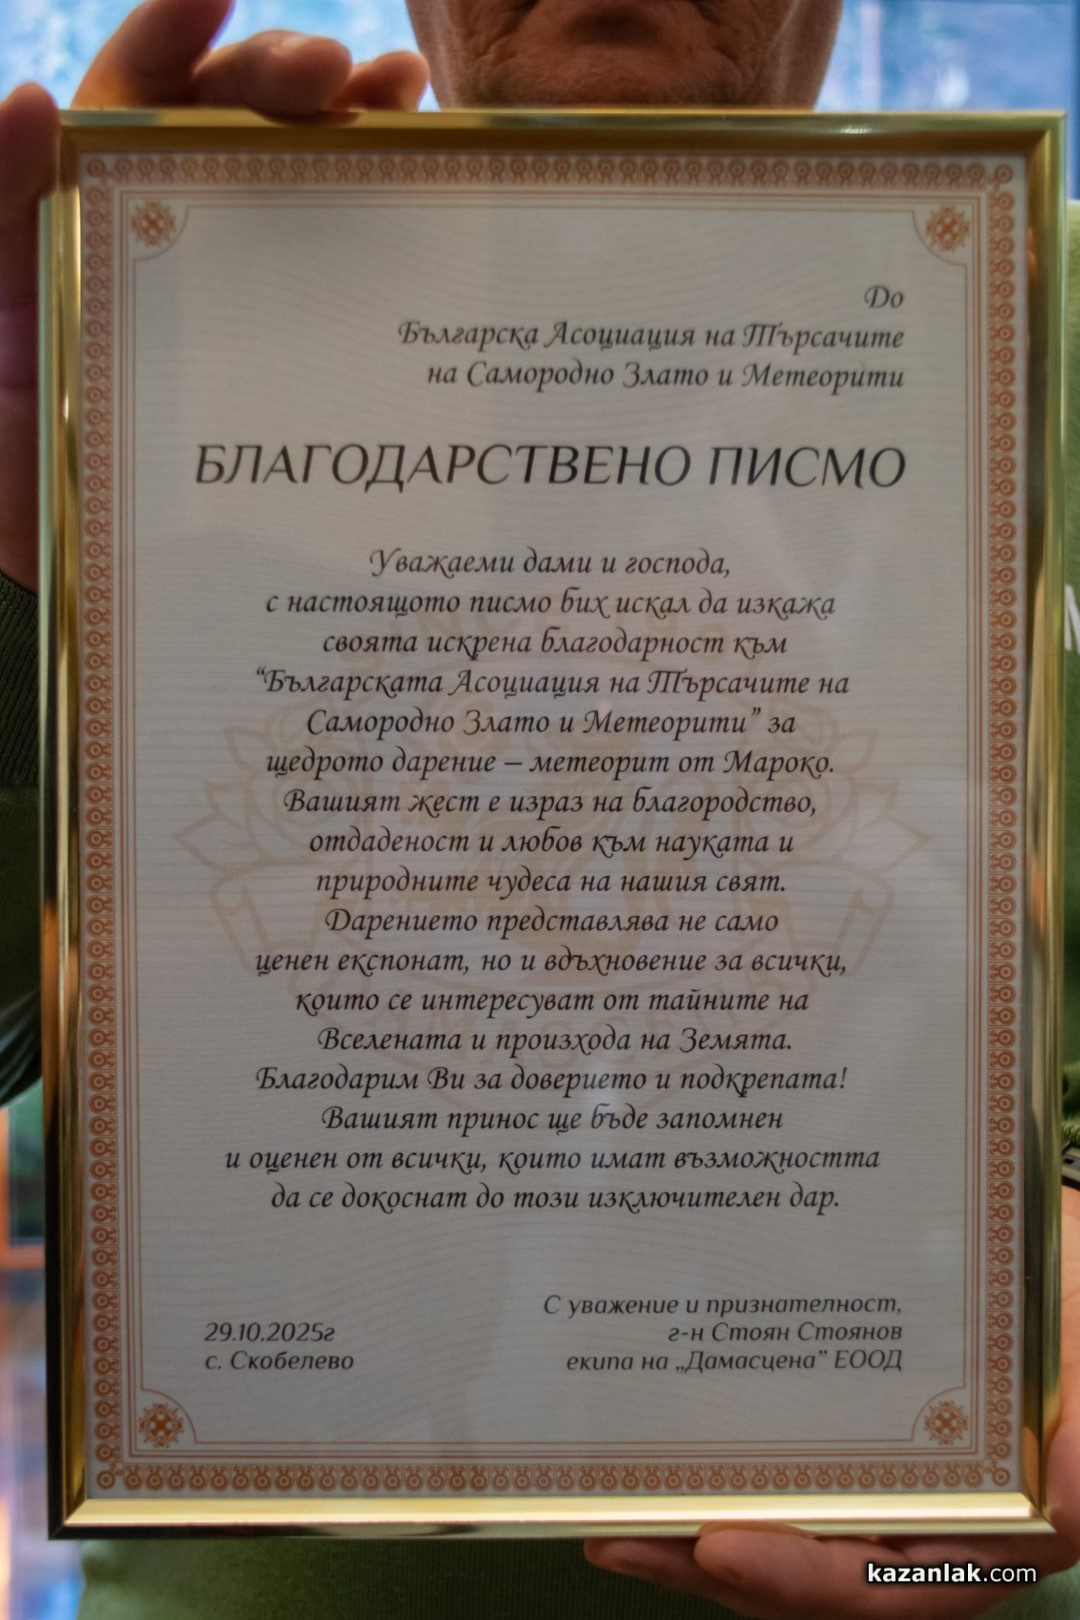 До
Българска Асоциация на Търсачите
на Самородно Злато и Метеорити
БЛАГОДАРСТВЕНО ПИСМО
Уважаеми дами и господа,
с настоящото писмо бих искал да изкажа
своята искрена благодарност към
“Българската Асоциация на Търсачите на
Самородно Злато и Метеорити” за
щедрото дарение – метеорит от Мароко.
Вашият жест е израз на благородство,
отдаденост и любов към науката и
природните чудеса на нашия свят.
Дарението представлява не само
ценен експонат, но и вдъхновение за всички,
които се интересуват от тайните на
Вселената и произхода на Земята.
Благодарим Ви за доверието и подкрепата!
Вашият принос ще бъде запомнен
и оценен от всички, които имат възможността
да се докоснат до този изключителен дар.
С уважение и признателност,
г-н Стоян Стоянов
екипа на „Дамасцена” ЕООД
29.10.2025г
с. Скобелево
kazanlak.com